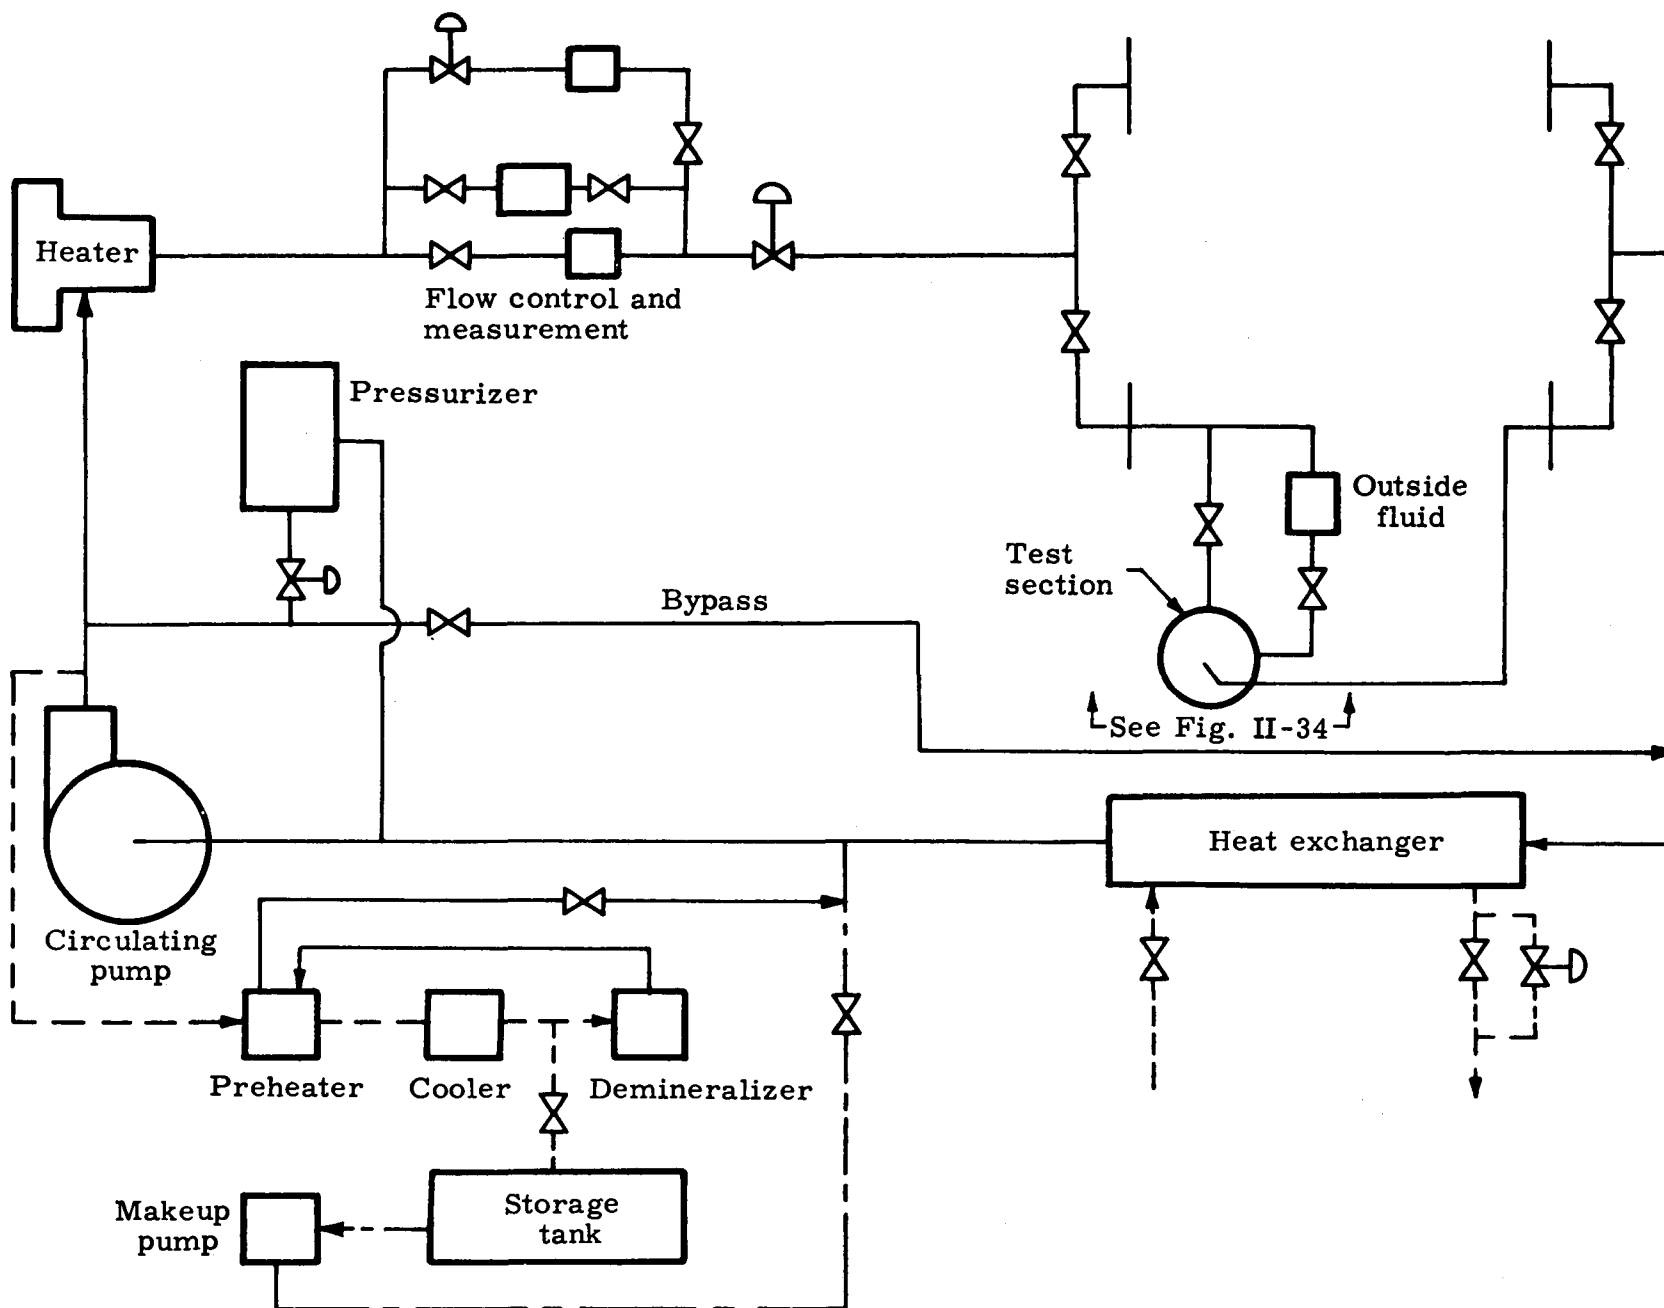 Heater
Flow control and
measurement
Pressurizer
Outside
fluid
Test
section
Bypass
See Fig. II-34
Heat exchanger
Circulating
pump
Preheater
Cooler
Demineralizer
Makeup
pump
Storage
tank